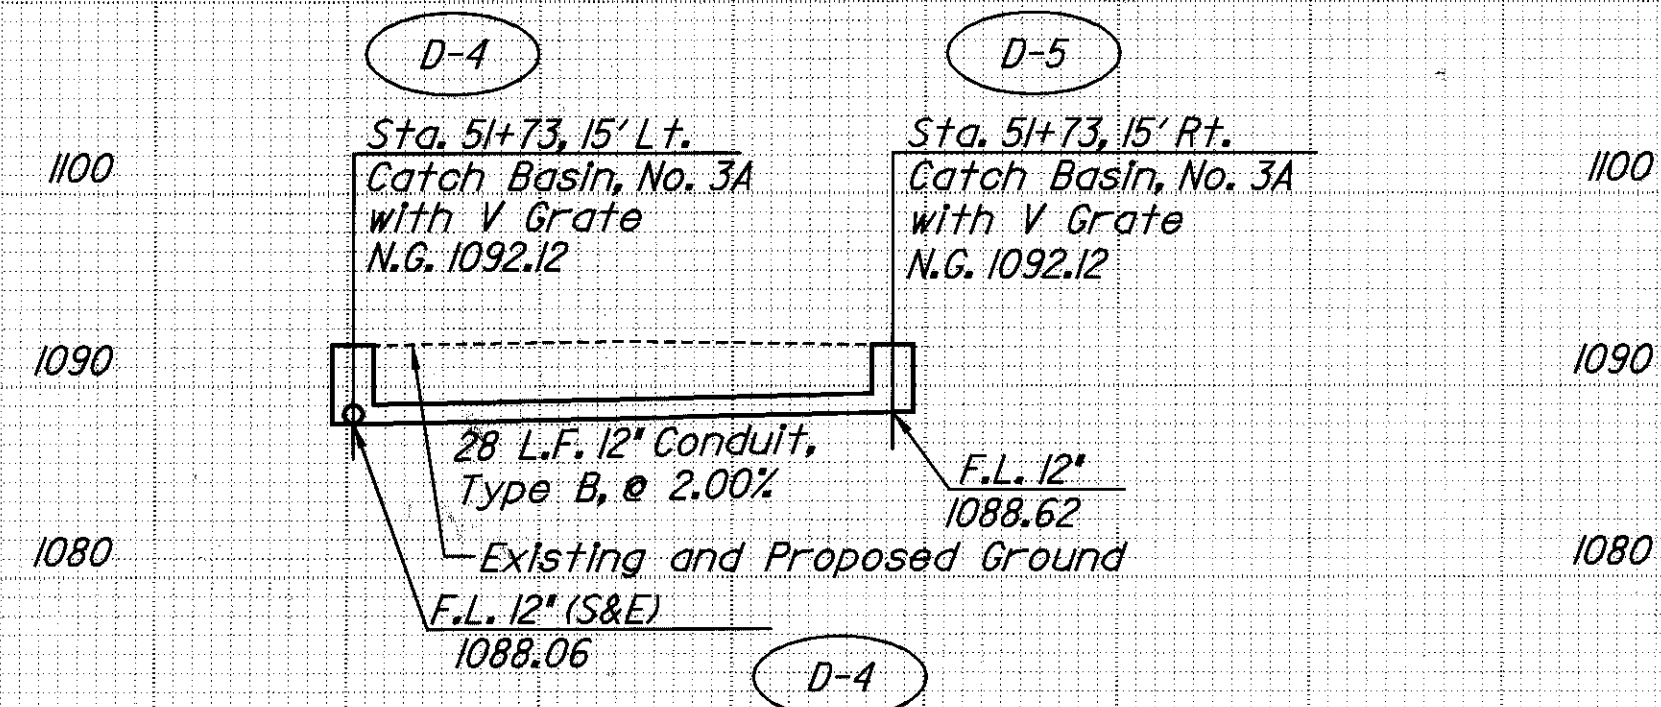 D-4
D-5
Sta. 51+73, 15' Lt.
Catch Basin, No. 3A
with V Grate
N.G. 1092.12
Sta. 51+73, 15' Rt.
Catch Basin, No. 3A
with V Grate
N.G. 1092.12
1100
1100
1090
1090
28 L.F. 12" Conduit,
Type B, @ 2.00%
F.L. 12"
1088.62
1080
Existing and Proposed Ground
1080
F.L. 12" (S&E)
1088.06
D-4